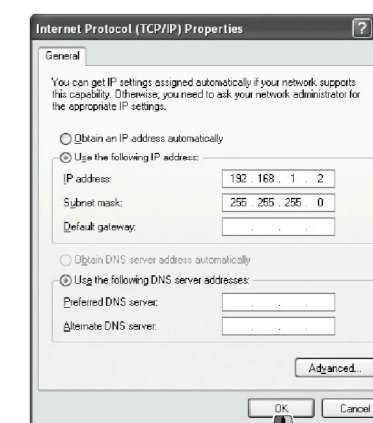 Internet Protocol (TCP/IP) Properties ?
General
You can get IP settings assigned automatically if your network supports
this capability. Otherwise, you need to ask your network administrator for
the appropriate IP settings.
Obtain an IP address automatically
Use the following IP address:
IP address: 192 . 168 . 1 . 2
Subnet mask: 255 . 255 . 255 . 0
Default gateway: . . .
Obtain DNS server address automatically
Use the following DNS server addresses:
Preferred DNS server: . . .
Alternate DNS server: . . .
Advanced...
OK Cancel